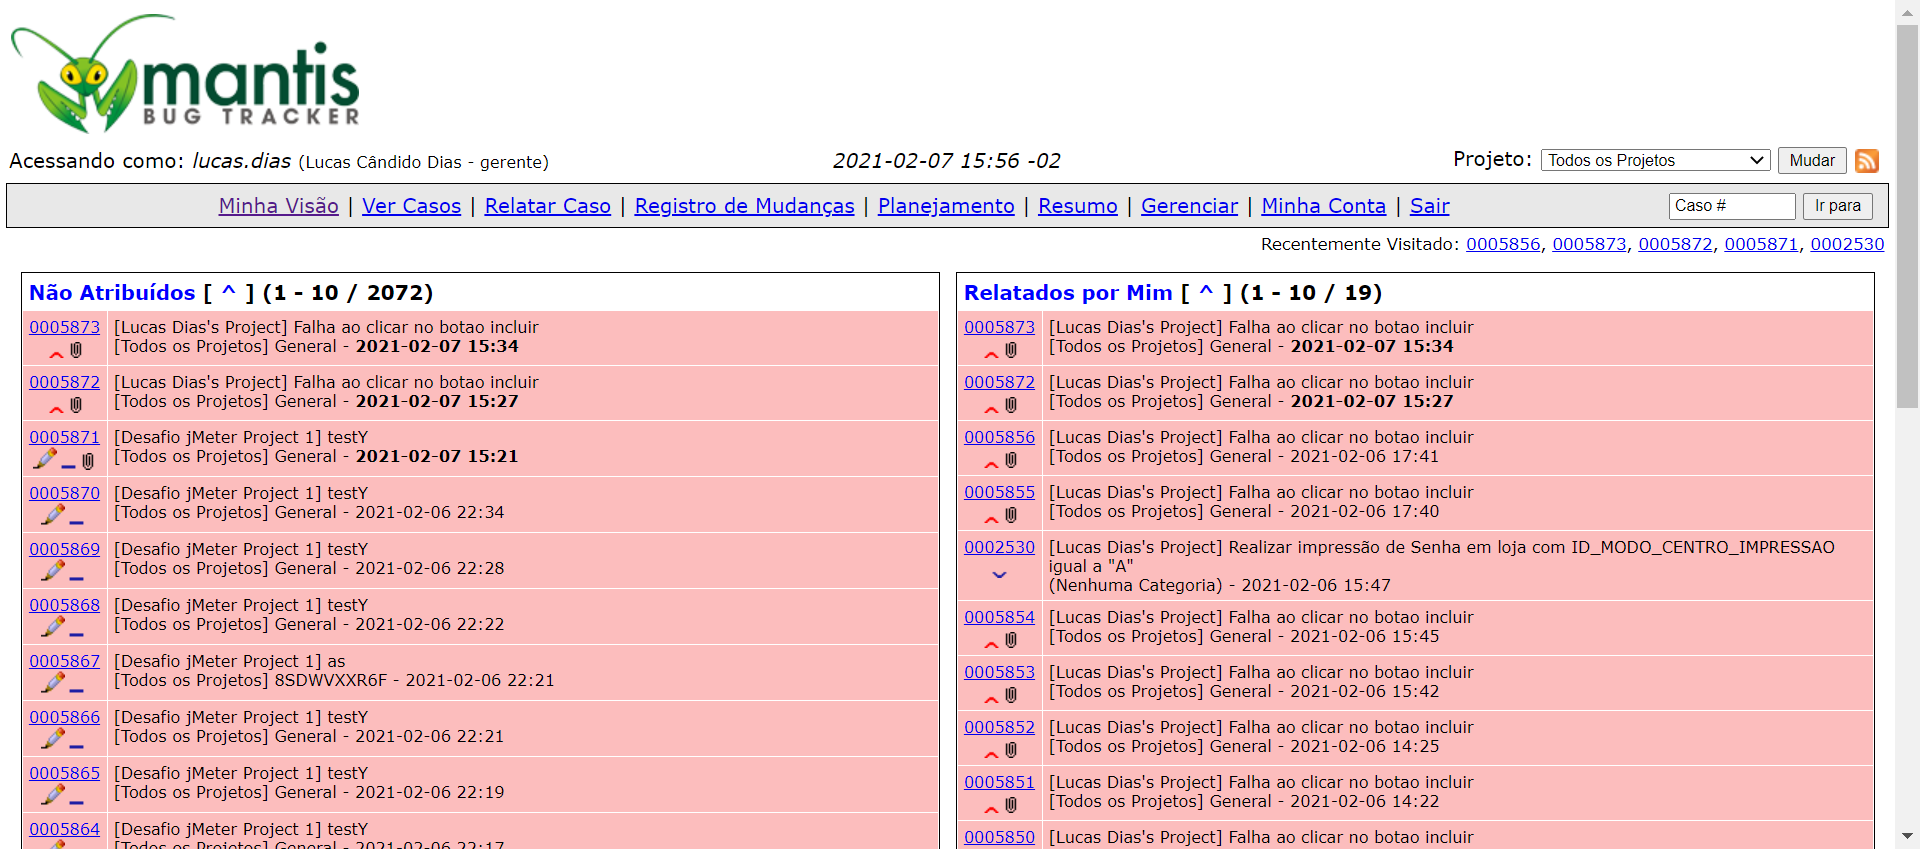 mantis
BUG TRACKER
Acessando como: lucas.dias (Lucas Cândido Dias - gerente)
2021-02-07 15:56 -02
Projeto: Todos os Projetos Mudar
Minha Visão | Ver Casos | Relatar Caso | Registro de Mudanças | Planejamento | Resumo | Gerenciar | Minha Conta | Sair
Caso # Ir para
Recentemente Visitado: 0005856, 0005873, 0005872, 0005871, 0002530
Não Atribuídos [ ^ ] (1 - 10 / 2072)
0005873 [Lucas Dias's Project] Falha ao clicar no botao incluir
[Todos os Projetos] General - 2021-02-07 15:34
0005872 [Lucas Dias's Project] Falha ao clicar no botao incluir
[Todos os Projetos] General - 2021-02-07 15:27
0005871 [Desafio jMeter Project 1] testY
[Todos os Projetos] General - 2021-02-07 15:21
0005870 [Desafio jMeter Project 1] testY
[Todos os Projetos] General - 2021-02-06 22:34
0005869 [Desafio jMeter Project 1] testY
[Todos os Projetos] General - 2021-02-06 22:28
0005868 [Desafio jMeter Project 1] testY
[Todos os Projetos] General - 2021-02-06 22:22
0005867 [Desafio jMeter Project 1] as
[Todos os Projetos] 8SDWVXXR6F - 2021-02-06 22:21
0005866 [Desafio jMeter Project 1] testY
[Todos os Projetos] General - 2021-02-06 22:21
0005865 [Desafio jMeter Project 1] testY
[Todos os Projetos] General - 2021-02-06 22:19
0005864 [Desafio jMeter Project 1] testY
[Todos os Projetos] General - 2021-02-06 22:17
Relatados por Mim [ ^ ] (1 - 10 / 19)
0005873 [Lucas Dias's Project] Falha ao clicar no botao incluir
[Todos os Projetos] General - 2021-02-07 15:34
0005872 [Lucas Dias's Project] Falha ao clicar no botao incluir
[Todos os Projetos] General - 2021-02-07 15:27
0005856 [Lucas Dias's Project] Falha ao clicar no botao incluir
[Todos os Projetos] General - 2021-02-06 17:41
0005855 [Lucas Dias's Project] Falha ao clicar no botao incluir
[Todos os Projetos] General - 2021-02-06 17:40
0002530 [Lucas Dias's Project] Realizar impressão de Senha em loja com ID_MODO_CENTRO_IMPRESSAO
igual a "A"
(Nenhuma Categoria) - 2021-02-06 15:47
0005854 [Lucas Dias's Project] Falha ao clicar no botao incluir
[Todos os Projetos] General - 2021-02-06 15:45
0005853 [Lucas Dias's Project] Falha ao clicar no botao incluir
[Todos os Projetos] General - 2021-02-06 15:42
0005852 [Lucas Dias's Project] Falha ao clicar no botao incluir
[Todos os Projetos] General - 2021-02-06 14:25
0005851 [Lucas Dias's Project] Falha ao clicar no botao incluir
[Todos os Projetos] General - 2021-02-06 14:22
0005850 [Lucas Dias's Project] Falha ao clicar no botao incluir